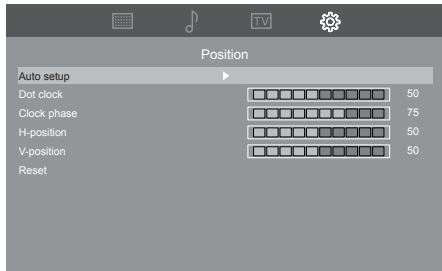 TV
Position
Auto setup
Dot clock 50
Clock phase 75
H-position 50
V-position 50
Reset